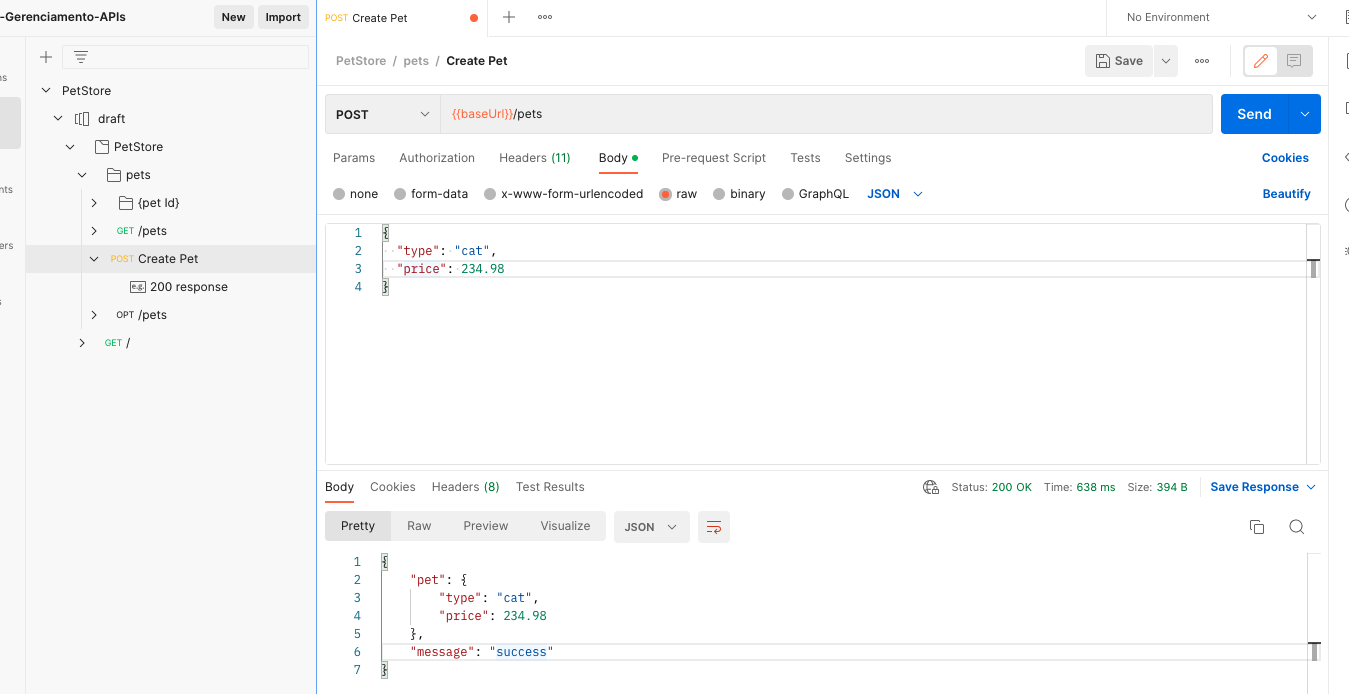 -Gerenciamento-APIs
New
Import
POST Create Pet
No Environment
PetStore / pets / Create Pet
Save
PetStore
draft
PetStore
pets
{pet Id}
GET /pets
POST Create Pet
e.g. 200 response
OPT /pets
GET /
POST
{{baseUrl}}/pets
Send
Params
Authorization
Headers (11)
Body
Pre-request Script
Tests
Settings
Cookies
none
form-data
x-www-form-urlencoded
raw
binary
GraphQL
JSON
Beautify
1 {
2 "type": "cat",
3 "price": 234.98
4 }
Body
Cookies
Headers (8)
Test Results
Status: 200 OK
Time: 638 ms
Size: 394 B
Save Response
Pretty
Raw
Preview
Visualize
JSON
1 {
2 "pet": {
3 "type": "cat",
4 "price": 234.98
5 },
6 "message": "success"
7 }